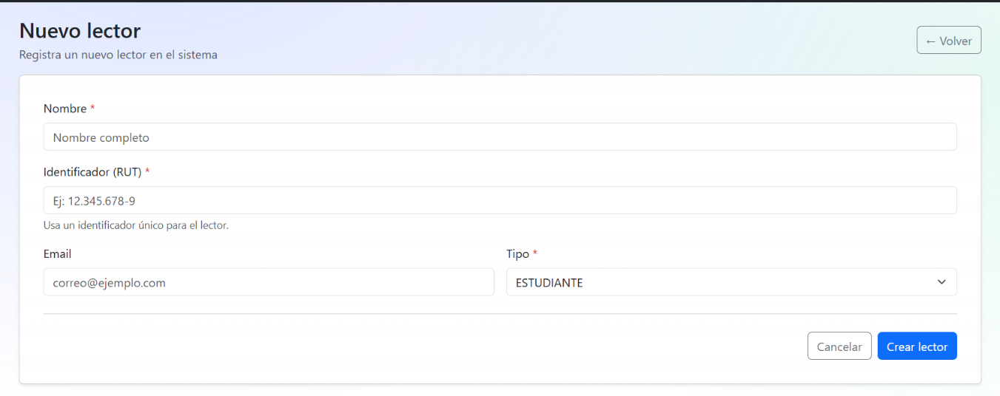 Nuevo lector
Registra un nuevo lector en el sistema
← Volver
Nombre *
Nombre completo
Identificador (RUT) *
Ej: 12.345.678-9
Usa un identificador único para el lector.
Email
correo@ejemplo.com
Tipo *
ESTUDIANTE
Cancelar
Crear lector